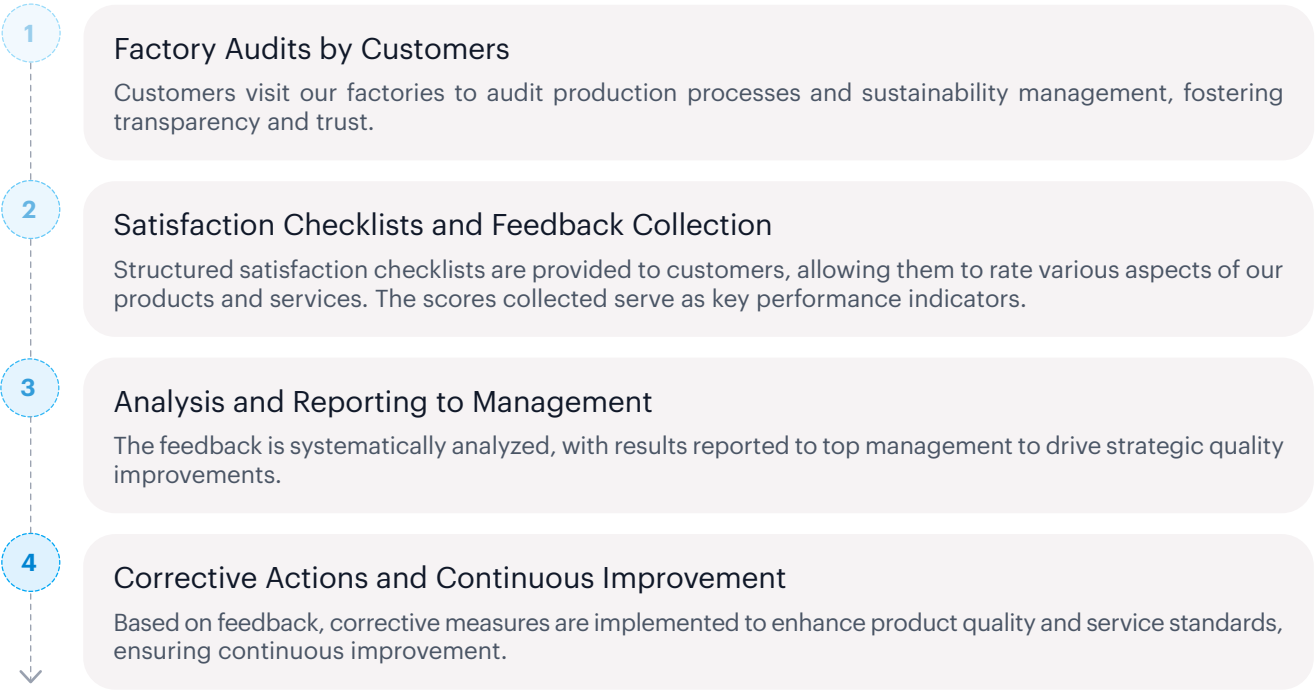 1
Factory Audits by Customers
Customers visit our factories to audit production processes and sustainability management, fostering
transparency and trust.
2
Satisfaction Checklists and Feedback Collection
Structured satisfaction checklists are provided to customers, allowing them to rate various aspects of our
products and services. The scores collected serve as key performance indicators.
3
Analysis and Reporting to Management
The feedback is systematically analyzed, with results reported to top management to drive strategic quality
improvements.
4
Corrective Actions and Continuous Improvement
Based on feedback, corrective measures are implemented to enhance product quality and service standards,
ensuring continuous improvement.